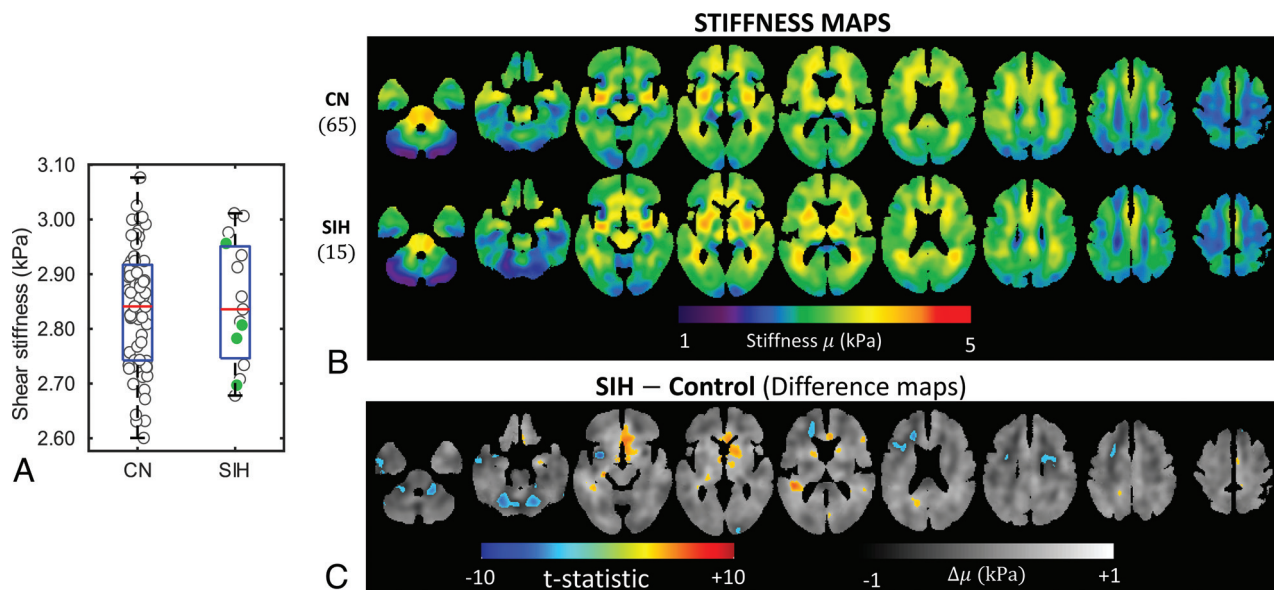 STIFFNESS MAPS
CN
(65)
SIH
(15)
1
Stiffness μ (kPa)
5
B
Shear stiffness (kPa)
3.10
3.00
2.90
2.80
2.70
2.60
CN
SIH
A
SIH – Control (Difference maps)
-10
t-statistic
+10
-1
Δμ (kPa)
+1
C